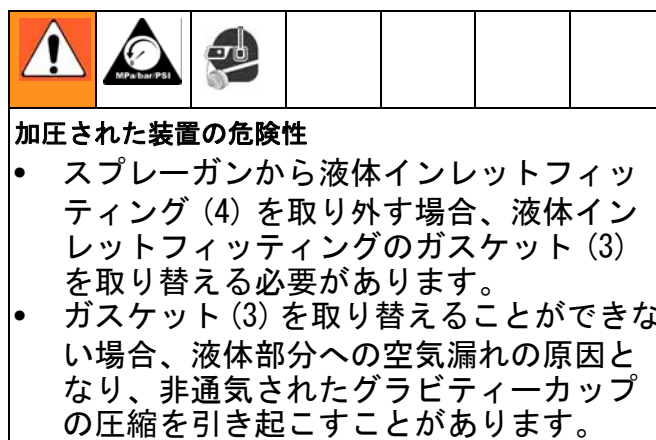 MPa/bar/PSI
加圧された装置の危険性
• スプレーガンから液体インレットフィッ
ティング (4) を取り外す場合、液体イン
レットフィッティングのガスケット (3)
を取り替える必要があります。
• ガスケット (3) を取り替えることができな
い場合、液体部分への空気漏れの原因と
なり、非通気されたグラビティーカップ
の圧縮を引き起こすことがあります。